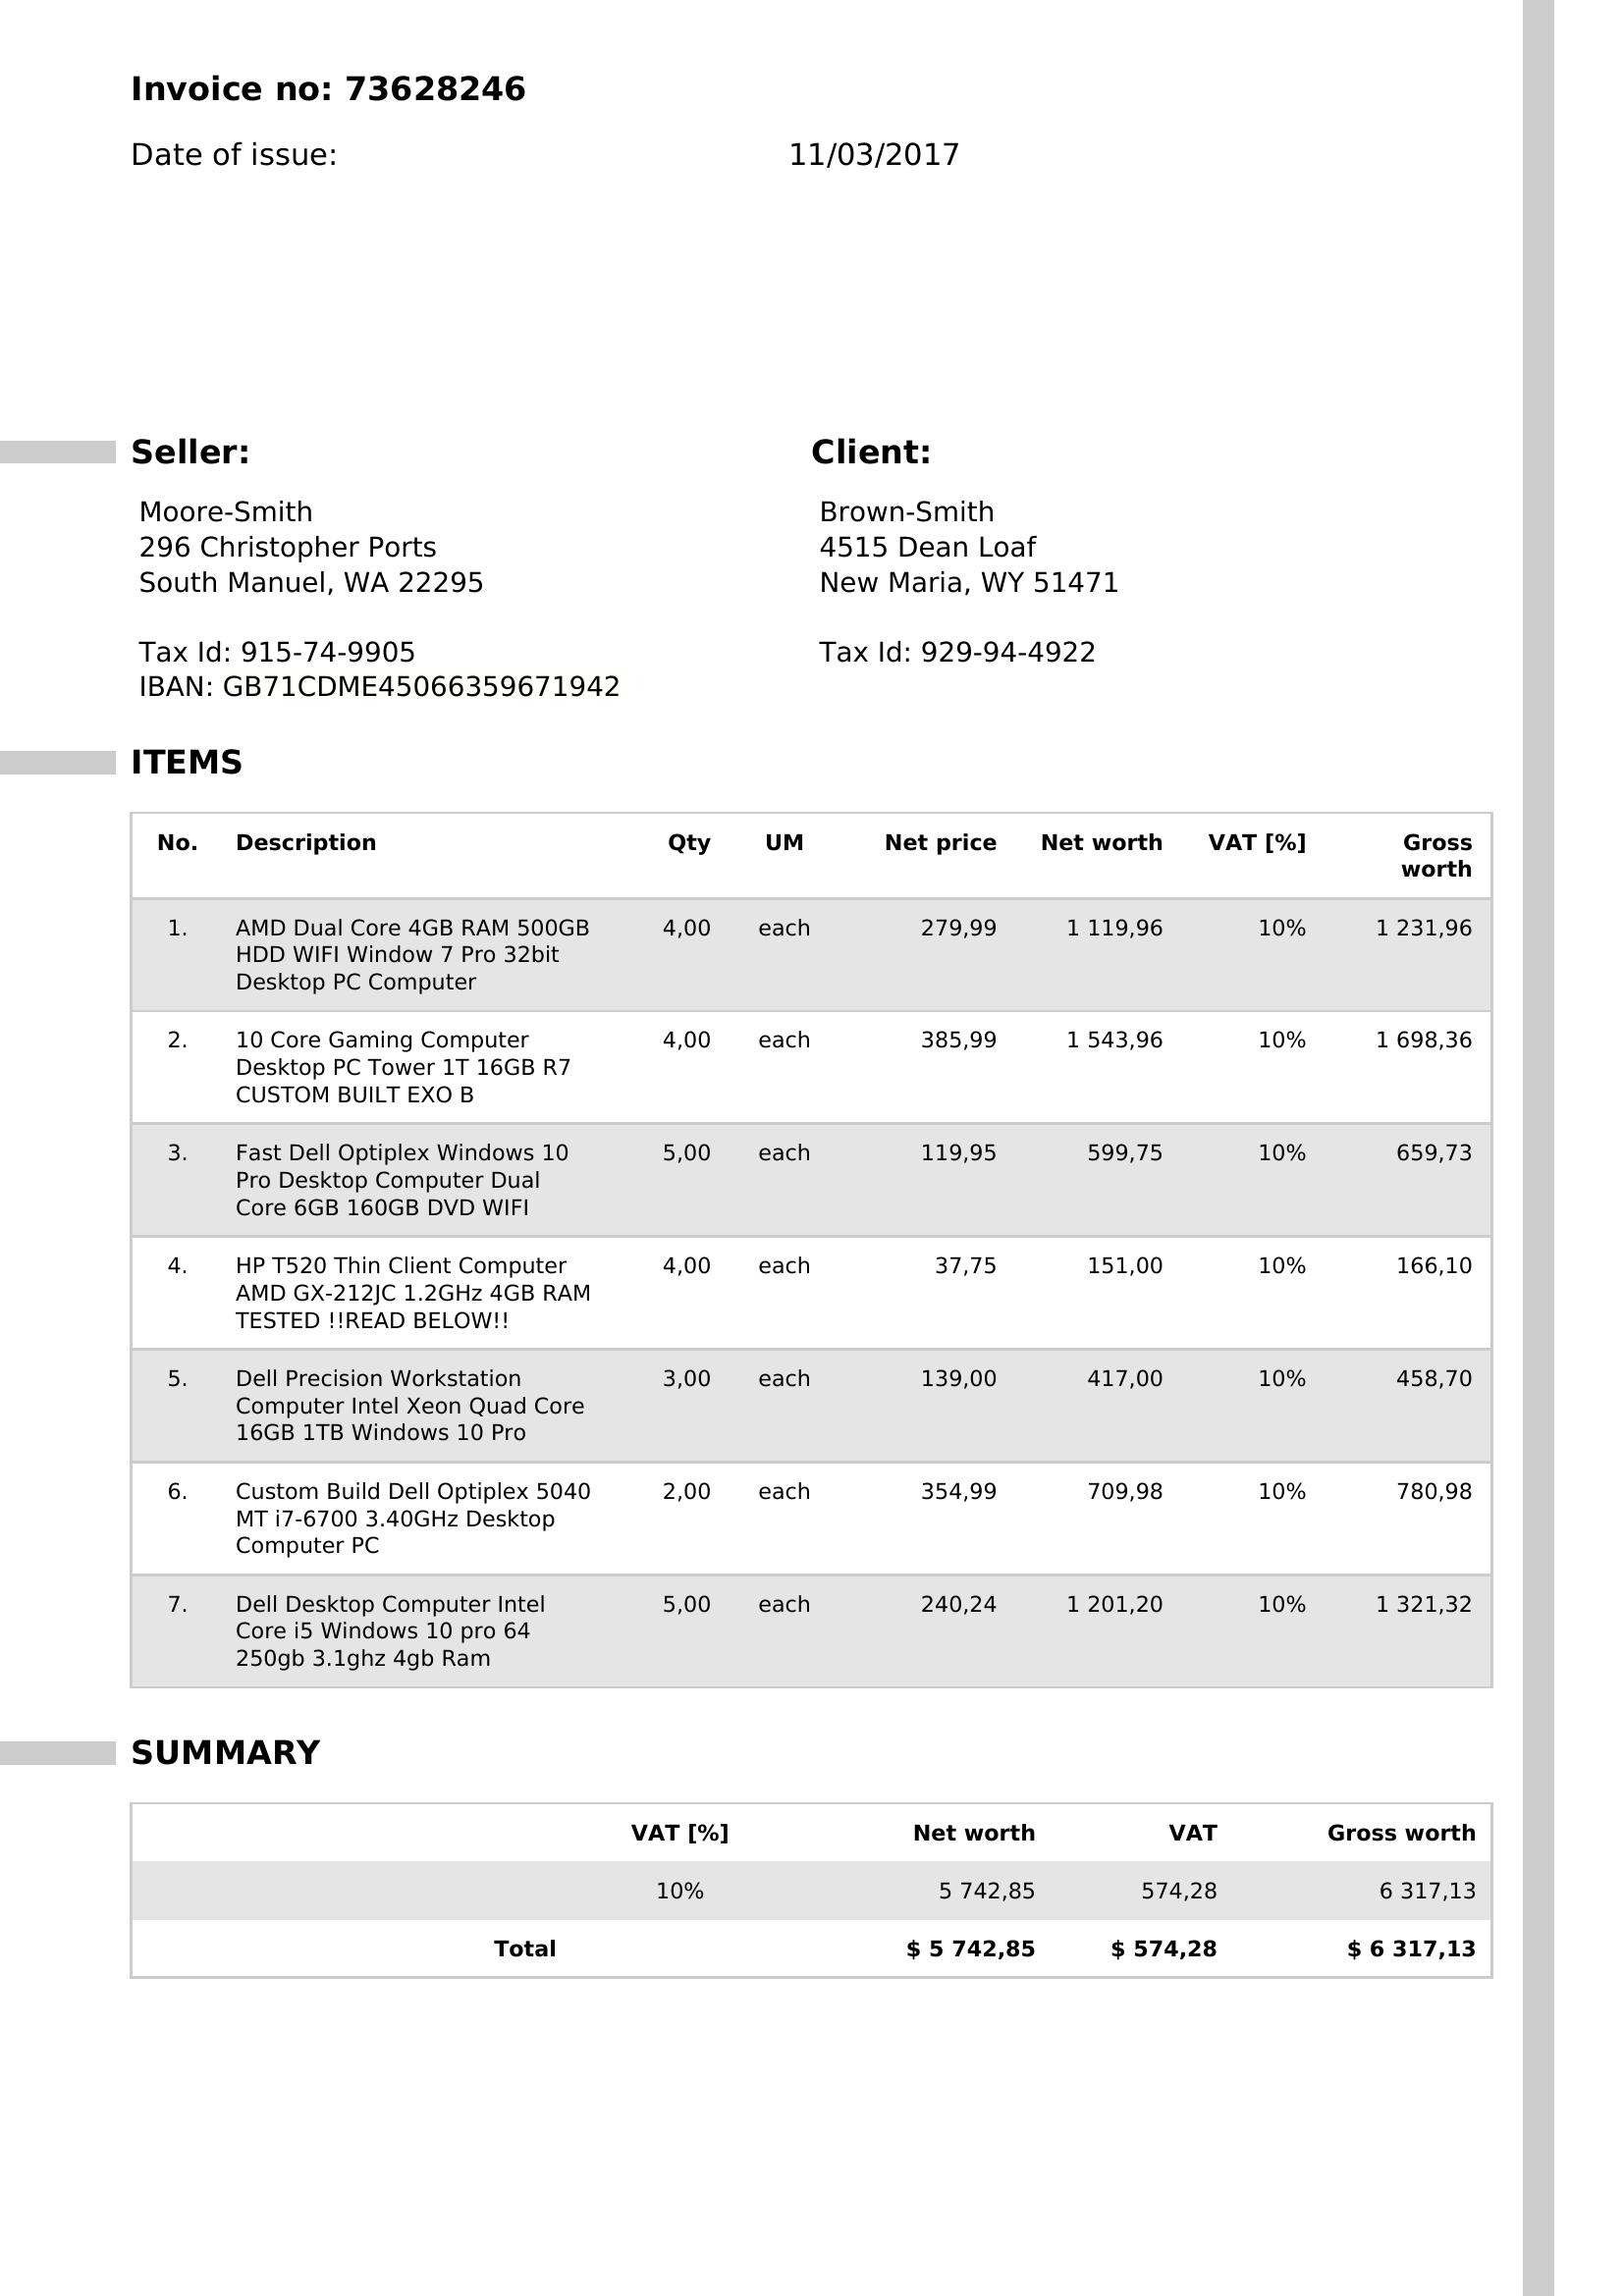 Invoice no: 73628246
Date of issue: 11/03/2017
Seller: Client:
Moore-Smith Brown-Smith
296 Christopher Ports 4515 Dean Loaf
South Manuel, WA 22295 New Maria, WY 51471
Tax Id: 915-74-9905 Tax Id: 929-94-4922
IBAN: GB71CDME45066359671942
ITEMS
No. Description Qty UM Net price Net worth VAT [%] Gross
worth
1. AMD Dual Core 4GB RAM 500GB 4,00 each 279,99 1 119,96 10% 1 231,96
HDD WIFI Window 7 Pro 32bit
Desktop PC Computer
2. 10 Core Gaming Computer 4,00 each 385,99 1 543,96 10% 1 698,36
Desktop PC Tower 1T 16GB R7
CUSTOM BUILT EXO B
3. Fast Dell Optiplex Windows 10 5,00 each 119,95 599,75 10% 659,73
Pro Desktop Computer Dual
Core 6GB 160GB DVD WIFI
4. HP T520 Thin Client Computer 4,00 each 37,75 151,00 10% 166,10
AMD GX-212JC 1.2GHz 4GB RAM
TESTED !!READ BELOW!!
5. Dell Precision Workstation 3,00 each 139,00 417,00 10% 458,70
Computer Intel Xeon Quad Core
16GB 1TB Windows 10 Pro
6. Custom Build Dell Optiplex 5040 2,00 each 354,99 709,98 10% 780,98
MT i7-6700 3.40GHz Desktop
Computer PC
7. Dell Desktop Computer Intel 5,00 each 240,24 1 201,20 10% 1 321,32
Core i5 Windows 10 pro 64
250gb 3.1ghz 4gb Ram
SUMMARY
VAT [%] Net worth VAT Gross worth
10% 5 742,85 574,28 6 317,13
Total $ 5 742,85 $ 574,28 $ 6 317,13